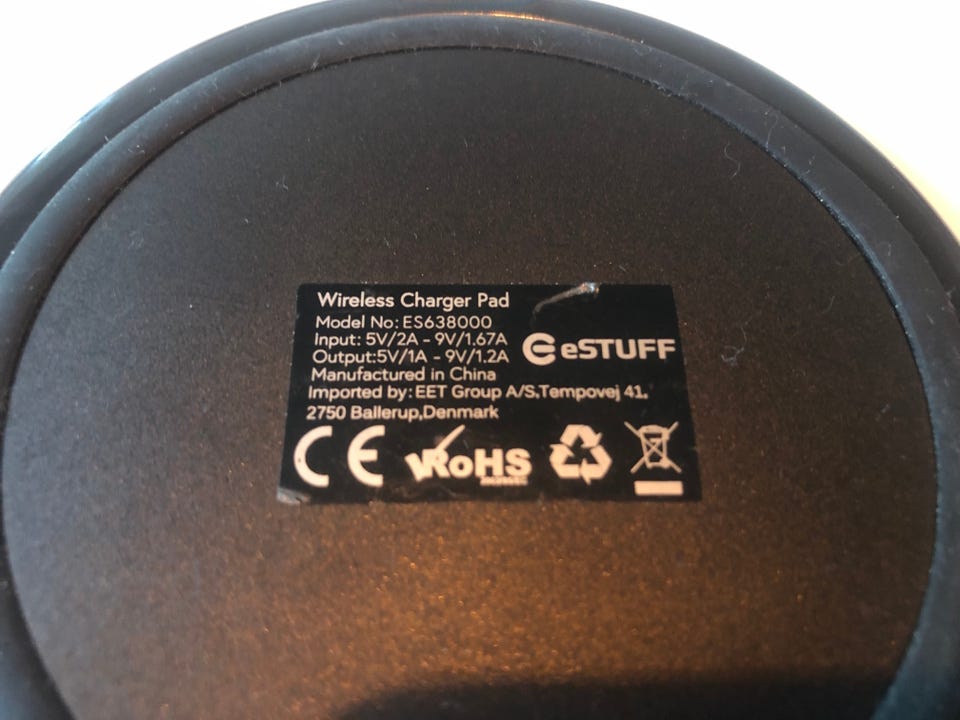 Wireless Charger Pad
Model No: ES638000
Input: 5V/2A - 9V/1.67A
Output:5V/1A - 9V/1.2A
eSTUFF
Manufactured in China
Imported by: EET Group A/S,Tempovej 41,
2750 Ballerup,Denmark
CE RoHS